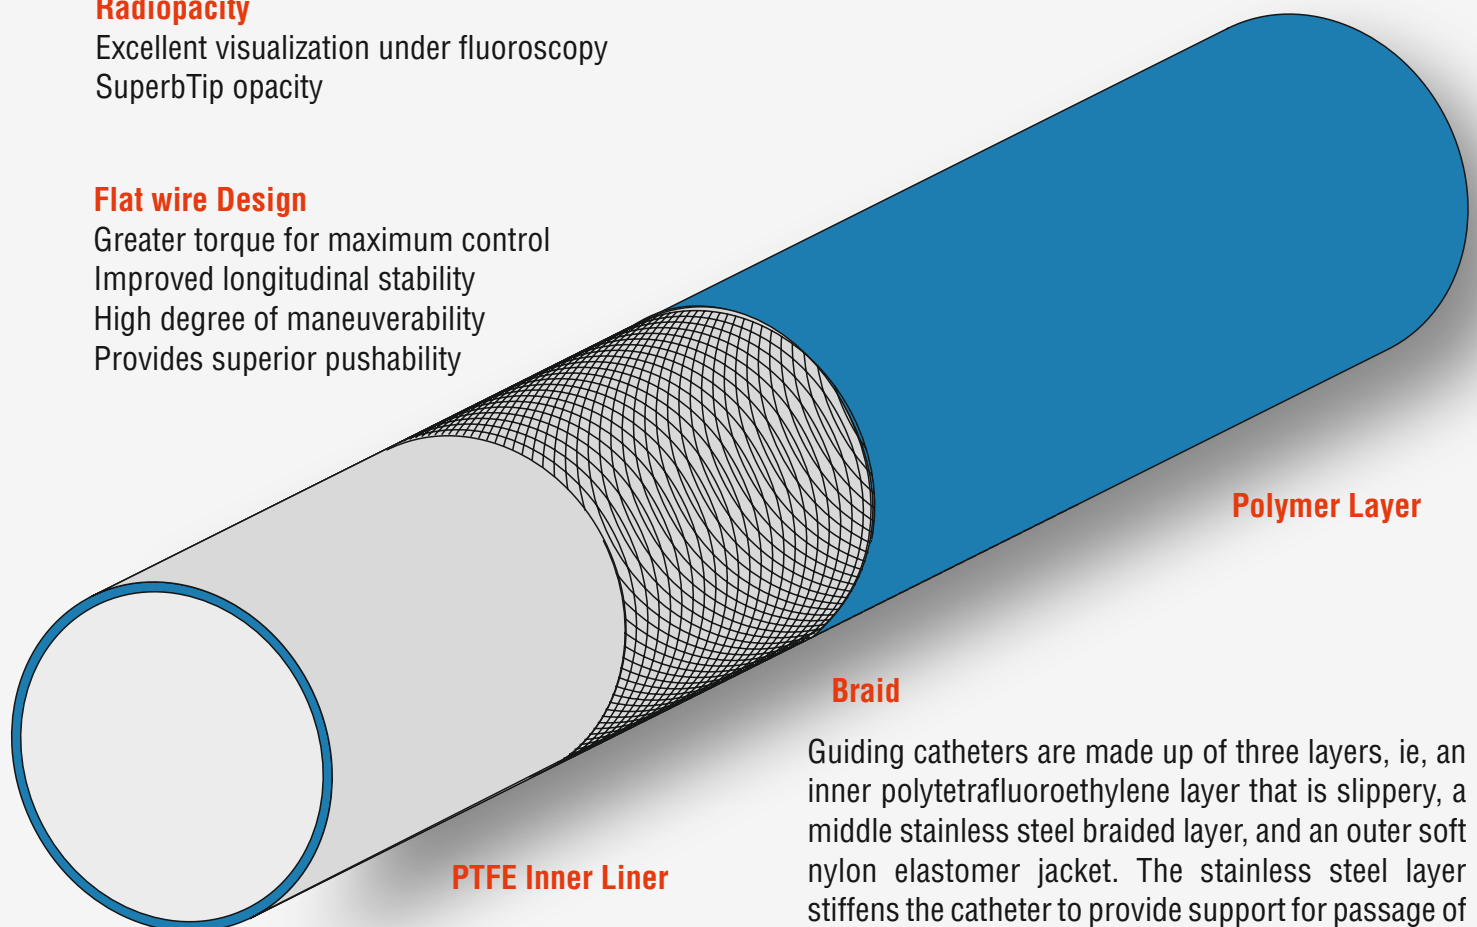 Radiopacity
Excellent visualization under fluoroscopy
SuperbTip opacity
Flat wire Design
Greater torque for maximum control
Improved longitudinal stability
High degree of maneuverability
Provides superior pushability
Polymer Layer
Braid
PTFE Inner Liner
Guiding catheters are made up of three layers, ie, an
inner polytetrafluoroethylene layer that is slippery, a
middle stainless steel braided layer, and an outer soft
nylon elastomer jacket. The stainless steel layer
stiffens the catheter to provide support for passage of